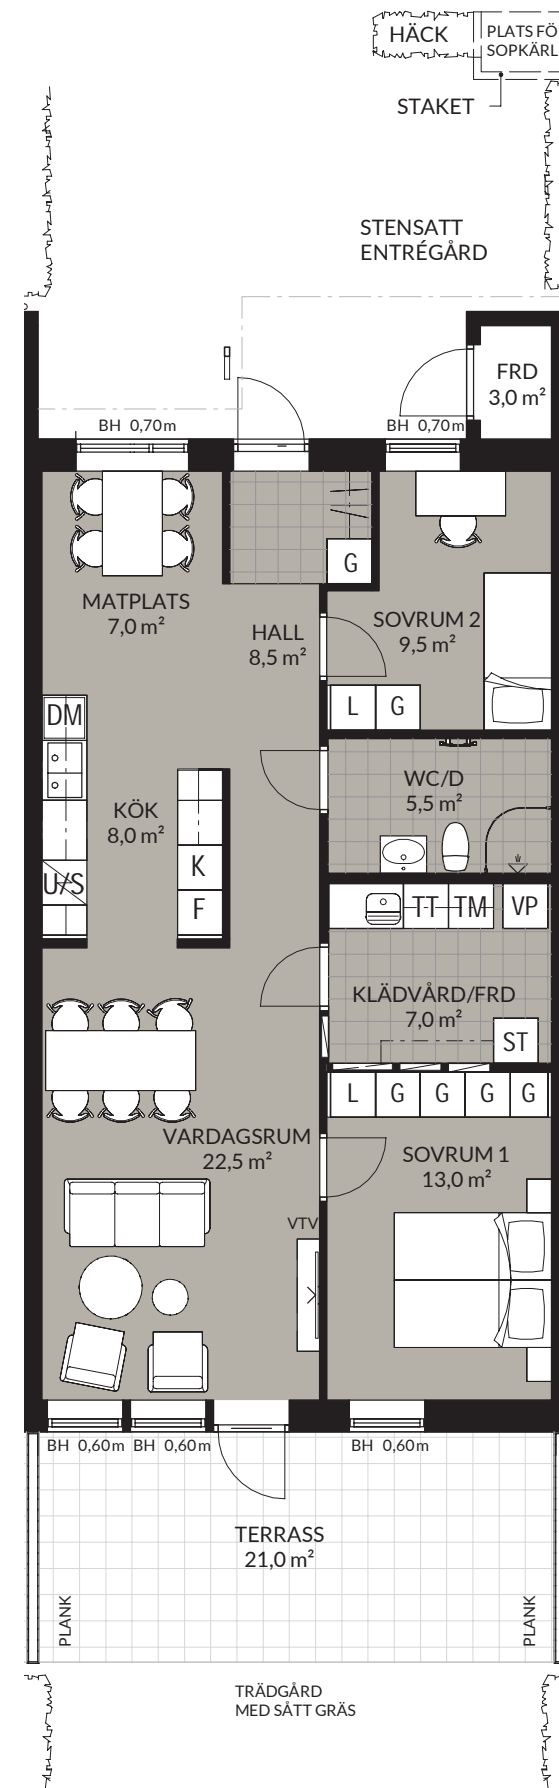 HÄCK
PLATS FÖ
SOPKÄRL
STAKET
STENSATT
ENTRÉGÅRD
FRD
3,0 m²
BH 0,70m
BH 0,70m
G
MATPLATS
7,0 m²
HALL
8,5 m²
SOVRUM 2
9,5 m²
L G
DM
WC/D
5,5 m²
KÖK
8,0 m²
K
U/S
F
TT TM VP
KLÄDVÅRD/FRD
7,0 m²
ST
L G G G G
VARDAGSRUM
22,5 m²
SOVRUM 1
13,0 m²
VTV
BH 0,60m BH 0,60m
BH 0,60m
TERRASS
21,0 m²
PLANK
PLANK
TRÄDGÅRD
MED SÅTT GRÄS